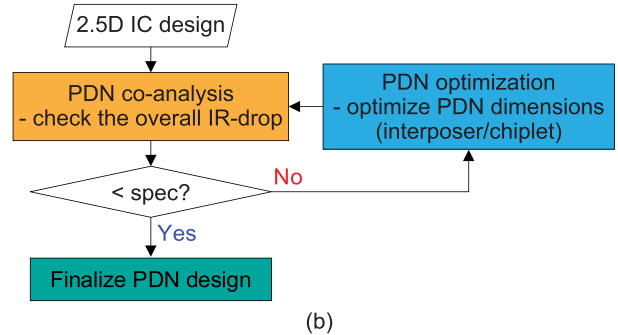 2.5D IC design
PDN co-analysis
- check the overall IR-drop
PDN optimization
- optimize PDN dimensions
(interposer/chiplet)
< spec?
No
Yes
Finalize PDN design
(b)